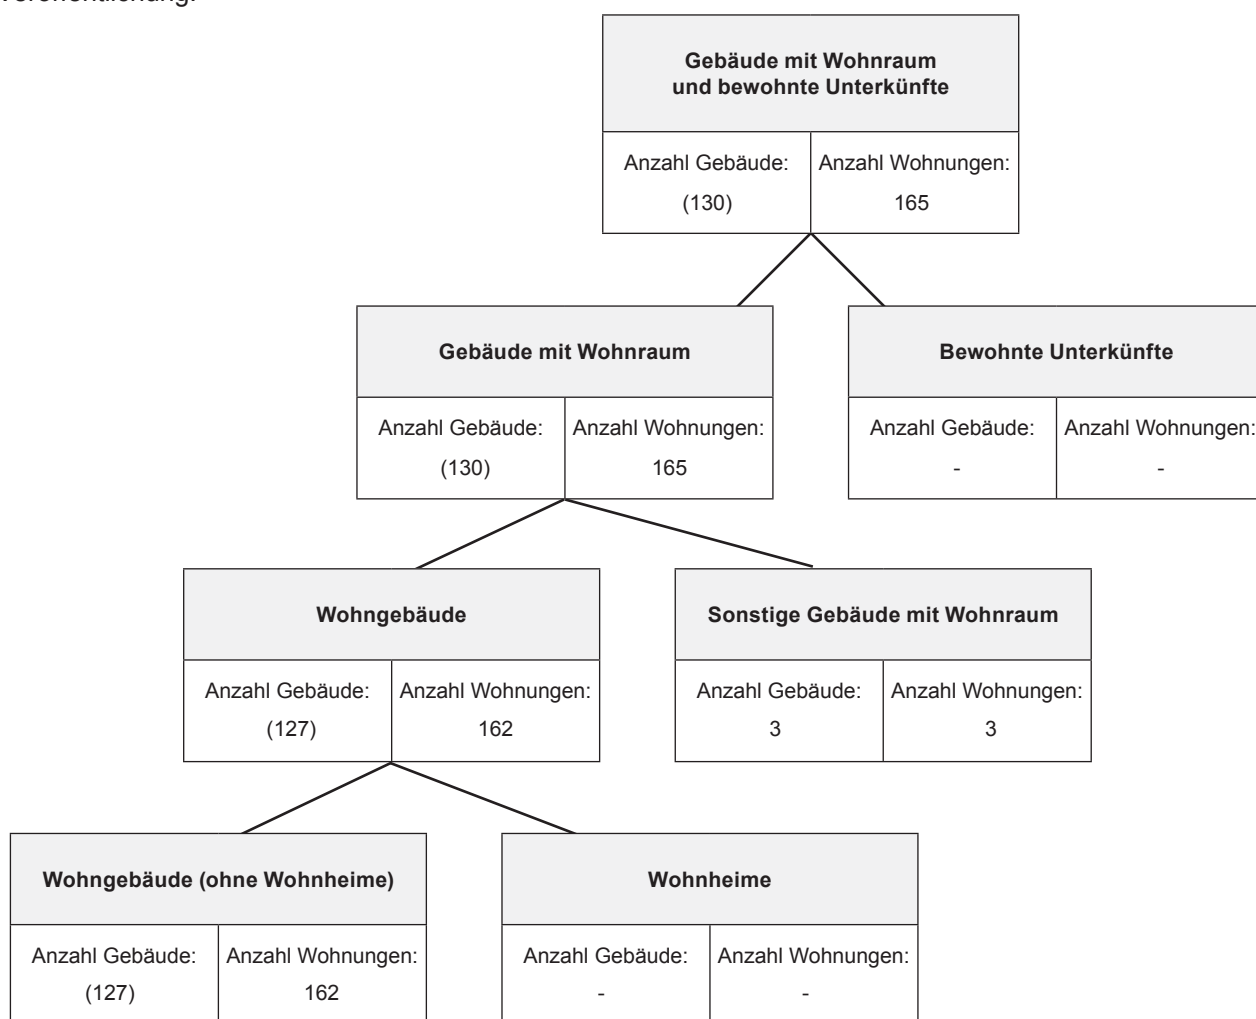 Veröffentlichung.
Gebäude mit Wohnraum
und bewohnte Unterkünfte
Anzahl Gebäude: Anzahl Wohnungen:
(130) 165
Gebäude mit Wohnraum Bewohnte Unterkünfte
Anzahl Gebäude: Anzahl Wohnungen: Anzahl Gebäude: Anzahl Wohnungen:
(130) 165 - -
Wohngebäude Sonstige Gebäude mit Wohnraum
Anzahl Gebäude: Anzahl Wohnungen: Anzahl Gebäude: Anzahl Wohnungen:
(127) 162 3 3
Wohngebäude (ohne Wohnheime) Wohnheime
Anzahl Gebäude: Anzahl Wohnungen: Anzahl Gebäude: Anzahl Wohnungen:
(127) 162 - -